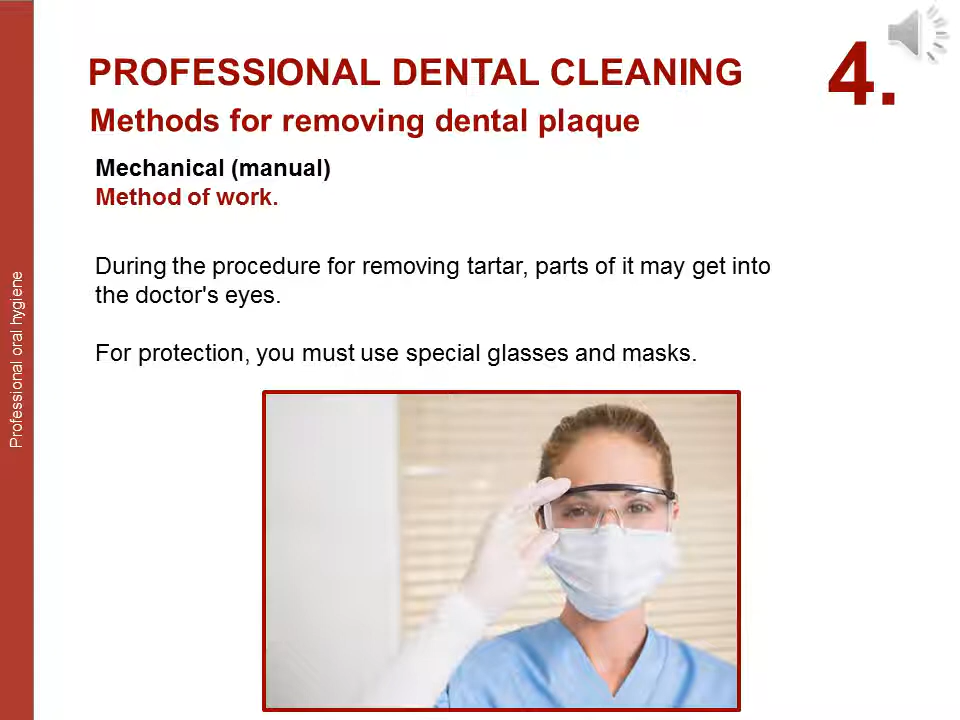 PROFESSIONAL DENTAL CLEANING
4.
Methods for removing dental plaque
Mechanical (manual)
Method of work.
During the procedure for removing tartar, parts of it may get into
the doctor's eyes.
For protection, you must use special glasses and masks.
Professional oral hygiene